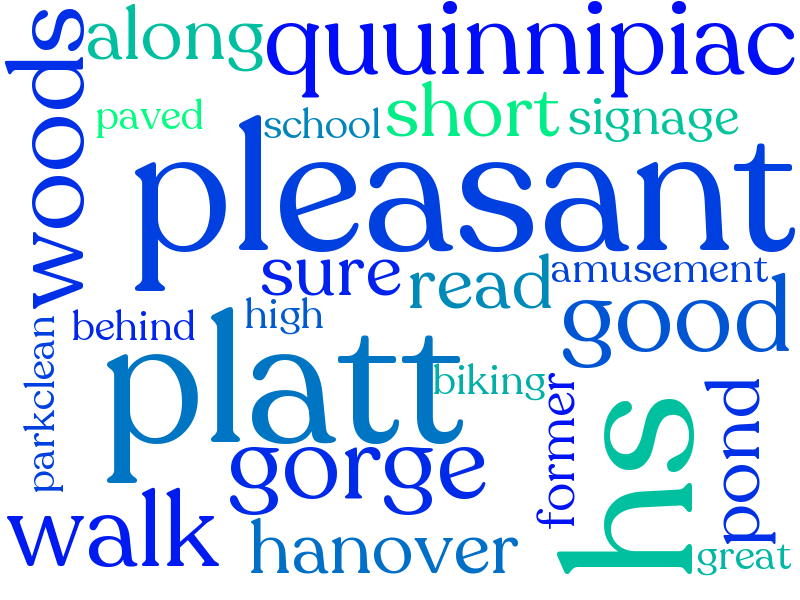 along
quuinnipiac
woods
paved
school
short
signage
pleasant
sure
read
amusement
good
behind
high
parkclean
platt
biking
former
hs
pond
gorge
walk
hanover
great